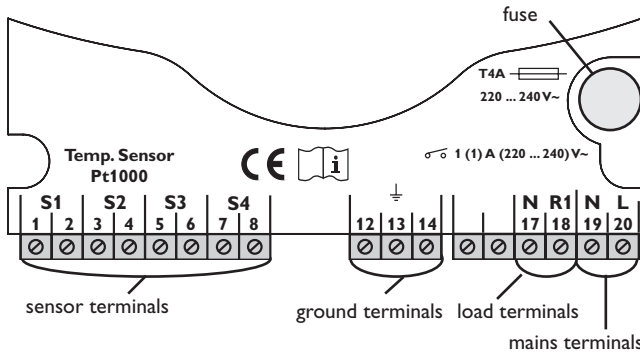 fuse
T4A
220 ... 240 V~
Temp. Sensor
Pt1000
CE
i
1 (1) A (220 ... 240) V~
S1 S2 S3 S4
N R1 N L
1 2 3 4 5 6 7 8
12 13 14
17 18 19 20
sensor terminals
ground terminals
load terminals
mains terminals